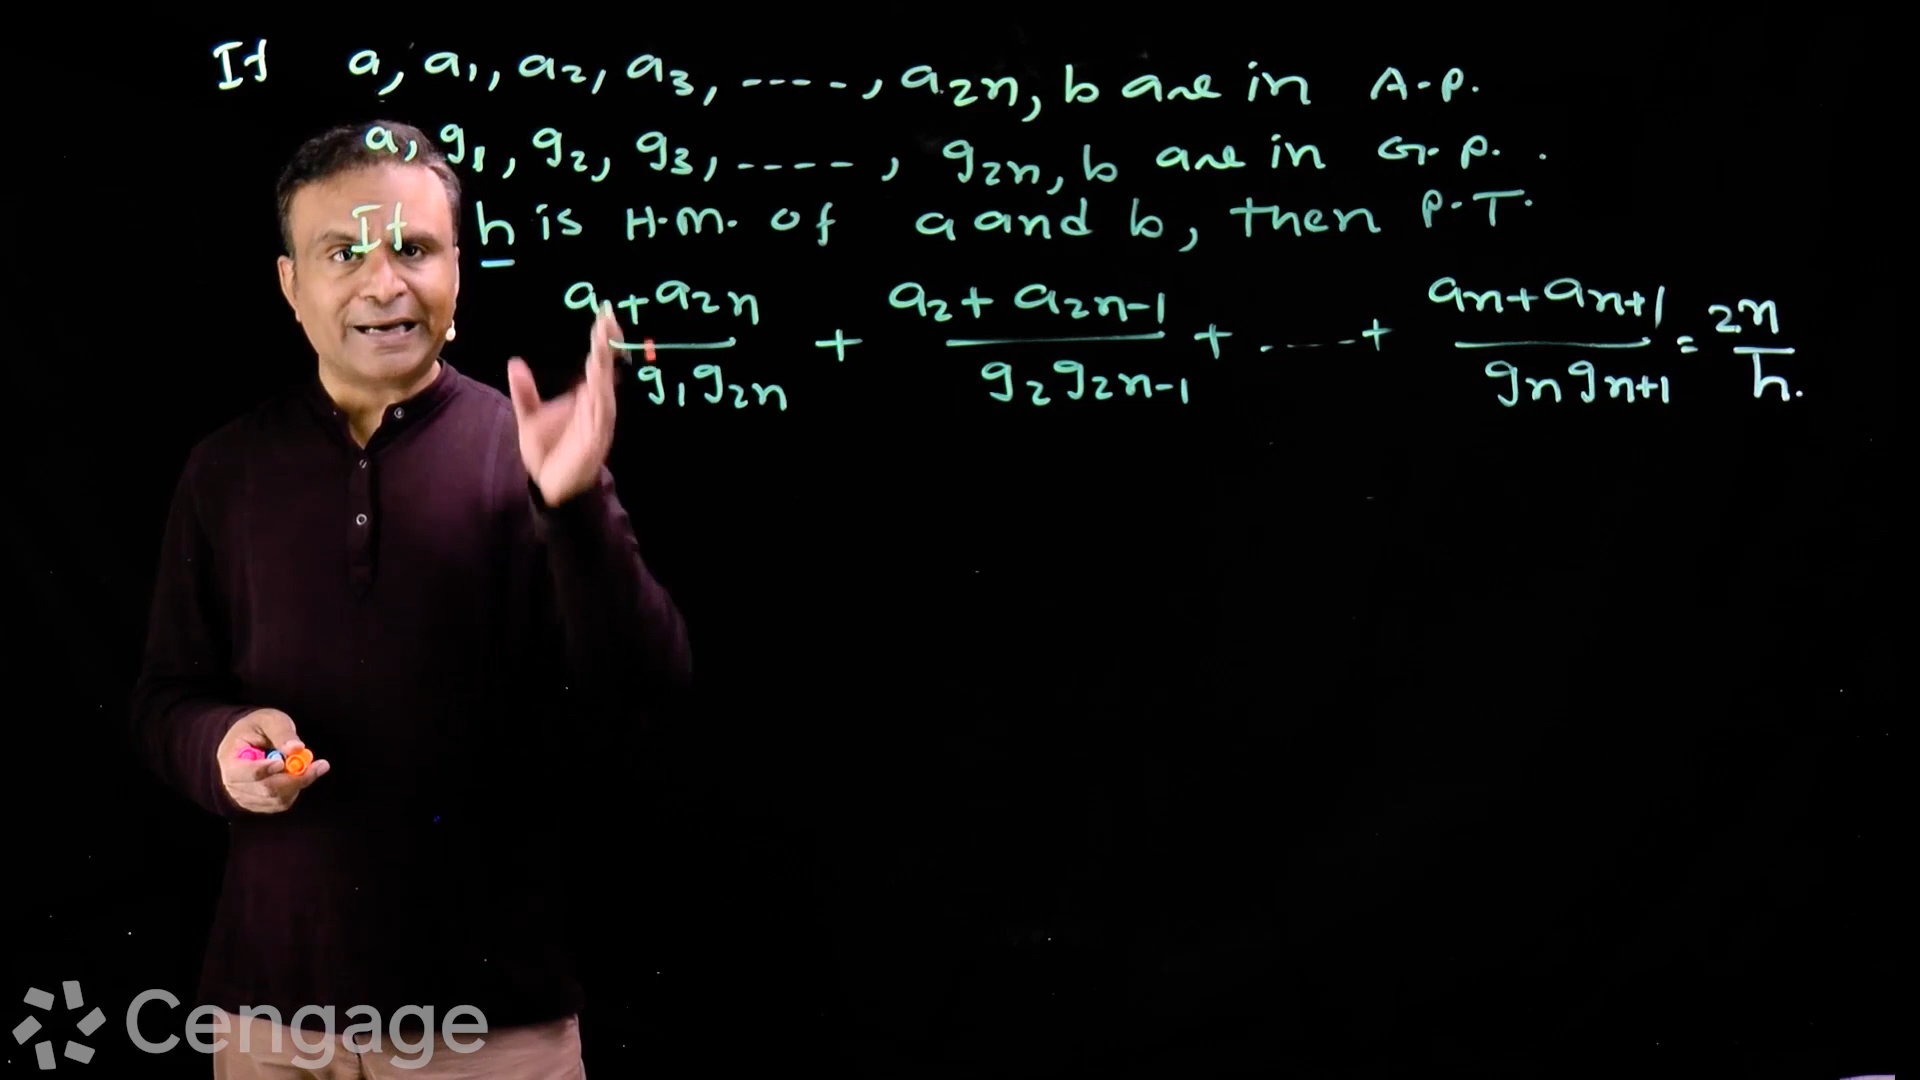 If a, a₁, a₂, a₃, ----, a₂ₙ, b are in A.P.
a, g₁, g₂, g₃, ----, g₂ₙ, b are in G.P.
If h is H.M. of a and b, then P.T.
(a₁+a₂ₙ)/(g₁g₂ₙ) + (a₂+a₂ₙ₋₁)/(g₂g₂ₙ₋₁) + ---- + (aₙ+aₙ₊₁)/(gₙgₙ₊₁) = 2n/h.
Cengage